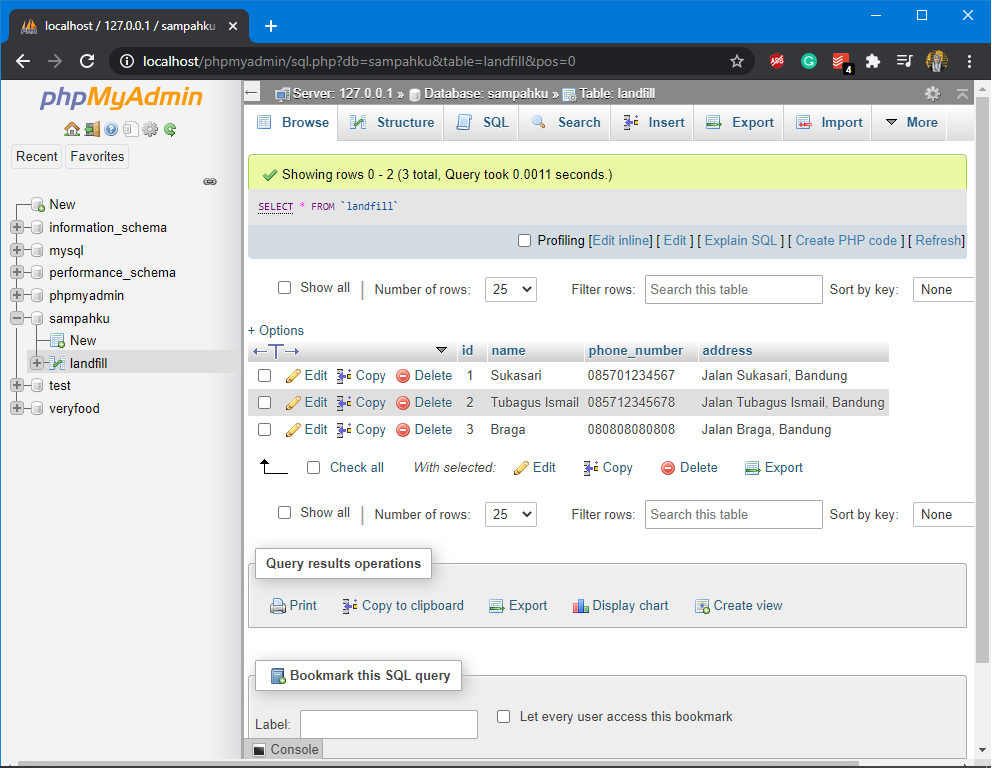 localhost / 127.0.0.1 / sampahku
localhost/phpmyadmin/sql.php?db=sampahku&table=landfill&pos=0
ABP
G
4
phpMyAdmin
Recent
Favorites
New
information_schema
mysql
performance_schema
phpmyadmin
sampahku
New
landfill
test
veryfood
Server: 127.0.0.1 » Database: sampahku » Table: landfill
Browse Structure SQL Search Insert Export Import More
Showing rows 0 - 2 (3 total, Query took 0.0011 seconds.)
SELECT * FROM `landfill`
Profiling [Edit inline] [ Edit ] [ Explain SQL ] [ Create PHP code ] [ Refresh]
Show all | Number of rows: 25 Filter rows: Search this table Sort by key: None
+ Options
←T→ id name phone_number address
Edit Copy Delete 1 Sukasari 085701234567 Jalan Sukasari, Bandung
Edit Copy Delete 2 Tubagus Ismail 085712345678 Jalan Tubagus Ismail, Bandung
Edit Copy Delete 3 Braga 080808080808 Jalan Braga, Bandung
Check all With selected: Edit Copy Delete Export
Show all | Number of rows: 25 Filter rows: Search this table Sort by key: None
Query results operations
Print Copy to clipboard Export Display chart Create view
Bookmark this SQL query
Label: Let every user access this bookmark
Console